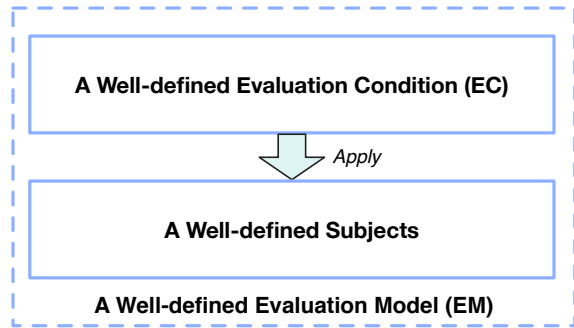 A Well-defined Evaluation Condition (EC)
Apply
A Well-defined Subjects
A Well-defined Evaluation Model (EM)